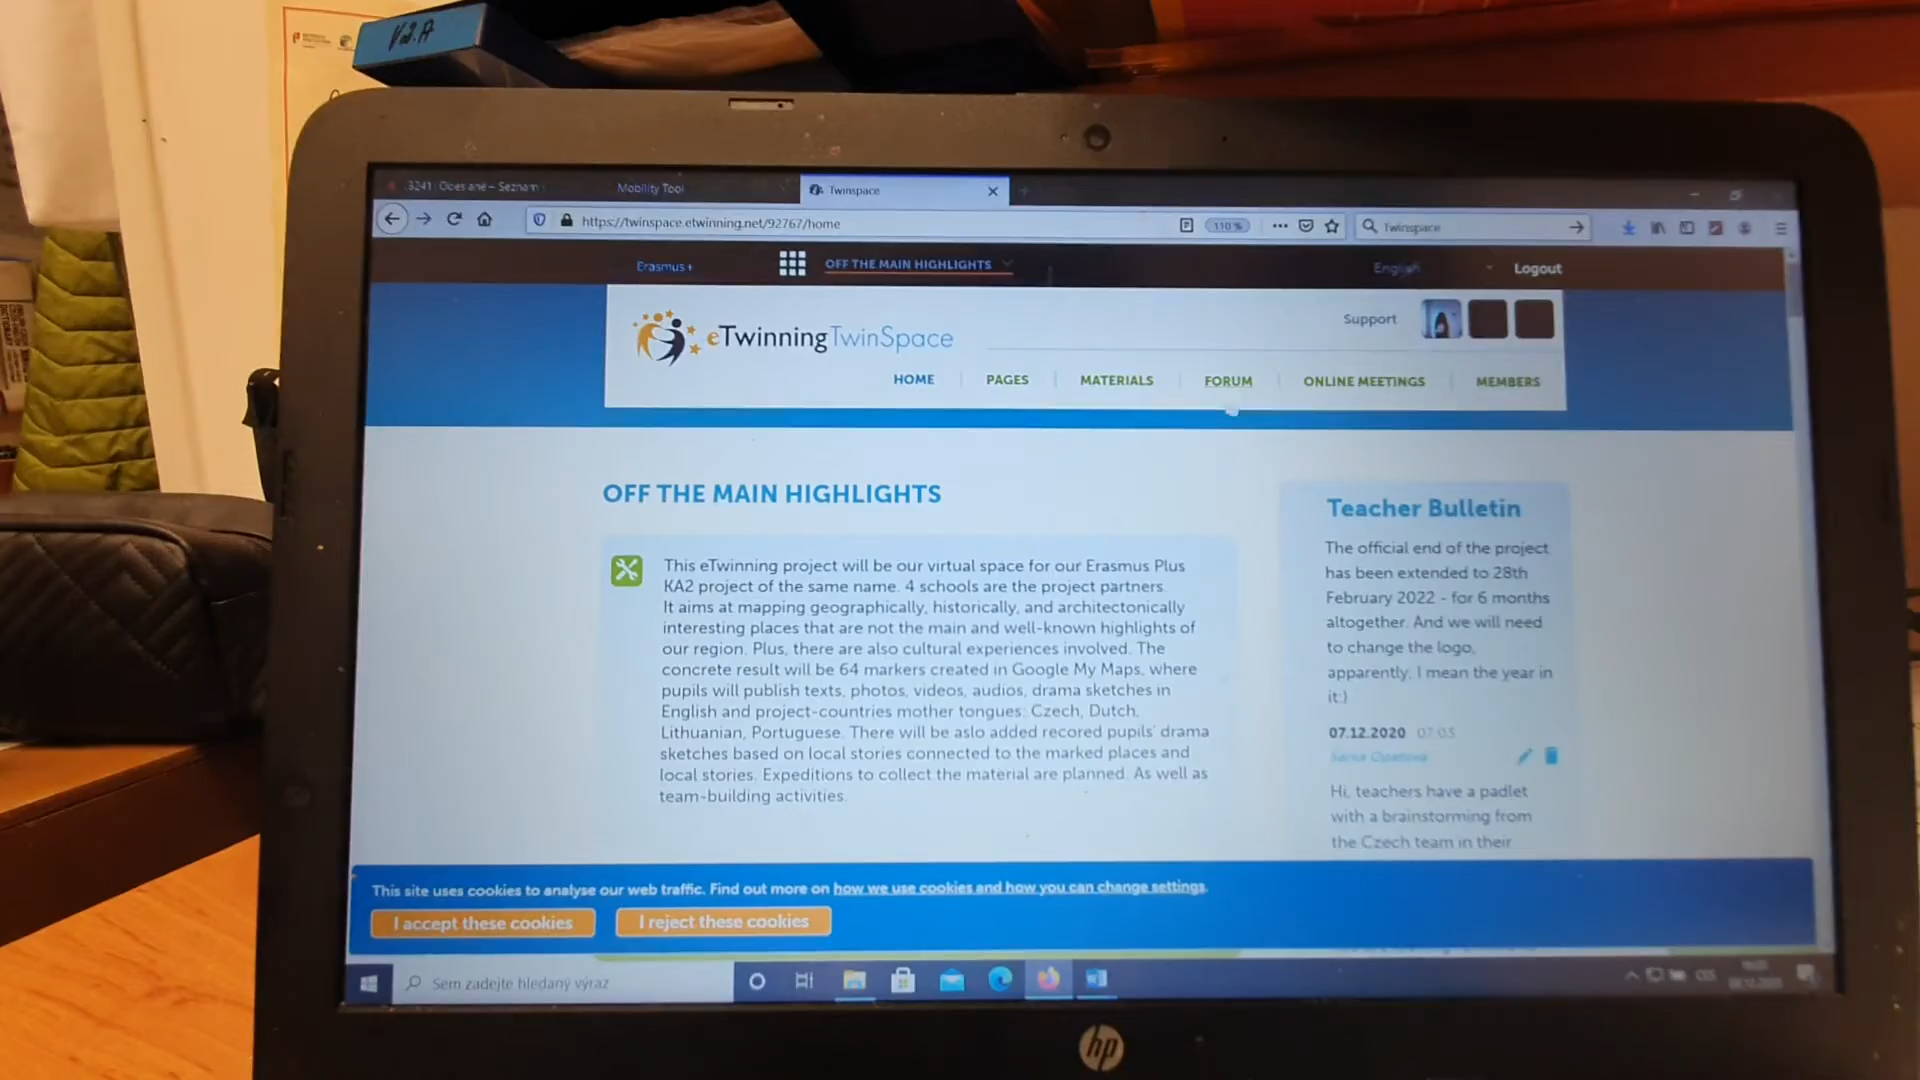 V02.A
Mobility Tool
Twinspace
https://twinspace.etwinning.net/92767/home
110 %
Twinspace
Erasmus+
OFF THE MAIN HIGHLIGHTS
English
Logout
eTwinning TwinSpace
Support
HOME
PAGES
MATERIALS
FORUM
ONLINE MEETINGS
MEMBERS
OFF THE MAIN HIGHLIGHTS
This eTwinning project will be our virtual space for our Erasmus Plus
KA2 project of the same name. 4 schools are the project partners.
It aims at mapping geographically, historically, and architectonically
interesting places that are not the main and well-known highlights of
our region. Plus, there are also cultural experiences involved. The
concrete result will be 64 markers created in Google My Maps, where
pupils will publish texts, photos, videos, audios, drama sketches in
English and project-countries mother tongues: Czech, Dutch,
Lithuanian, Portuguese. There will be aslo added recored pupils' drama
sketches based on local stories connected to the marked places and
local stories. Expeditions to collect the material are planned. As well as
team-building activities.
Teacher Bulletin
The official end of the project
has been extended to 28th
February 2022 - for 6 months
altogether. And we will need
to change the logo,
apparently. I mean the year in
it:)
07.12.2020 07:03
Hi, teachers have a padlet
with a brainstorming from
the Czech team in their
This site uses cookies to analyse our web traffic. Find out more on how we use cookies and how you can change settings.
I accept these cookies
I reject these cookies
Sem zadejte hledaný výraz
hp